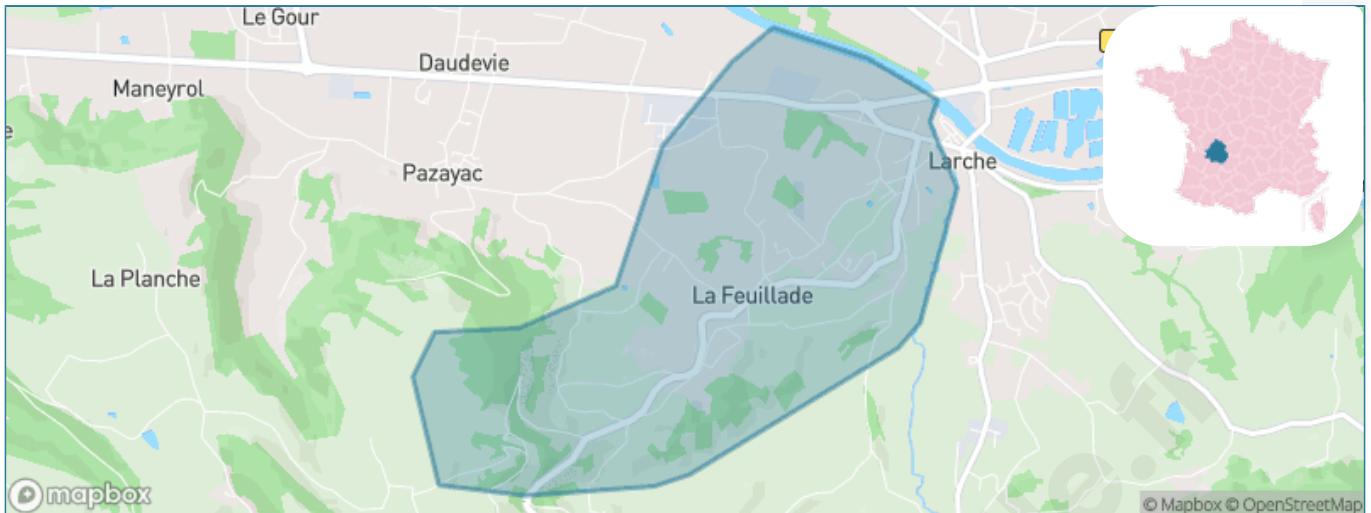 Le Gour
Daudevie
Maneyrol
Larche
Pazayac
La Planche
La Feuillade
mapbox
© Mapbox © OpenStreetMap